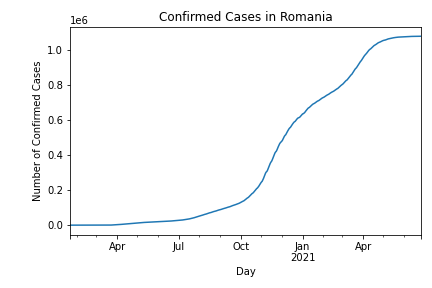 Confirmed Cases in Romania
1e6
1.0
0.8
0.6
0.4
0.2
0.0
Number of Confirmed Cases
Apr Jul Oct Jan Apr
2021
Day